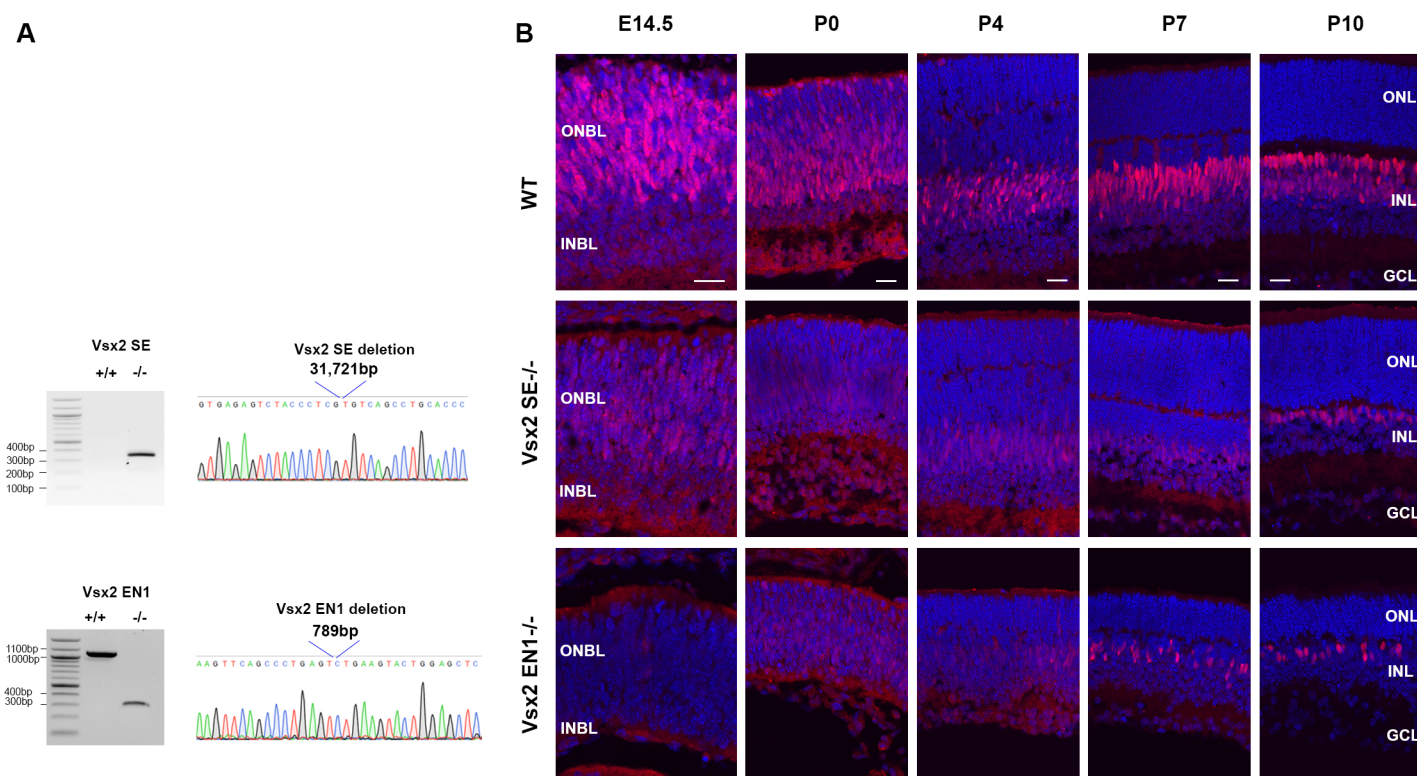 A
Vsx2 SE
+/+ -/-
400bp
300bp
200bp
100bp
Vsx2 SE deletion
31,721bp
GTGAGAGTCTACCCTCGTGTCAGCCTGCACCC
Vsx2 EN1
+/+ -/-
1100bp
1000bp
400bp
300bp
Vsx2 EN1 deletion
789bp
AAGTTCAGCCCTGAGTCTGAAGTACTGGAGCTC
B
E14.5 P0 P4 P7 P10
WT
ONBL
INBL
ONL
INL
GCL
Vsx2 SE-/-
ONBL
INBL
ONL
INL
GCL
Vsx2 EN1-/-
ONBL
INBL
ONL
INL
GCL